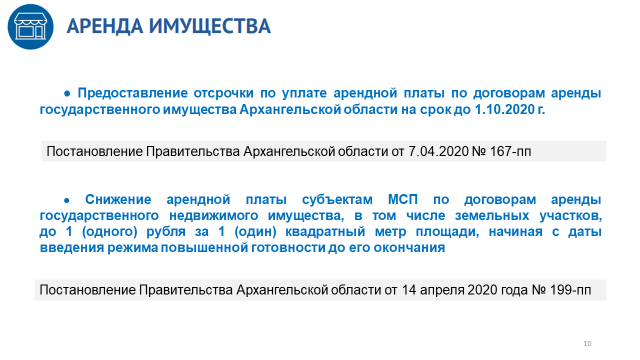 АРЕНДА ИМУЩЕСТВА
● Предоставление отсрочки по уплате арендной платы по договорам аренды
государственного имущества Архангельской области на срок до 1.10.2020 г.
Постановление Правительства Архангельской области от 7.04.2020 № 167-пп
● Снижение арендной платы субъектам МСП по договорам аренды
государственного недвижимого имущества, в том числе земельных участков,
до 1 (одного) рубля за 1 (один) квадратный метр площади, начиная с даты
введения режима повышенной готовности до его окончания
Постановление Правительства Архангельской области от 14 апреля 2020 года № 199-пп
10